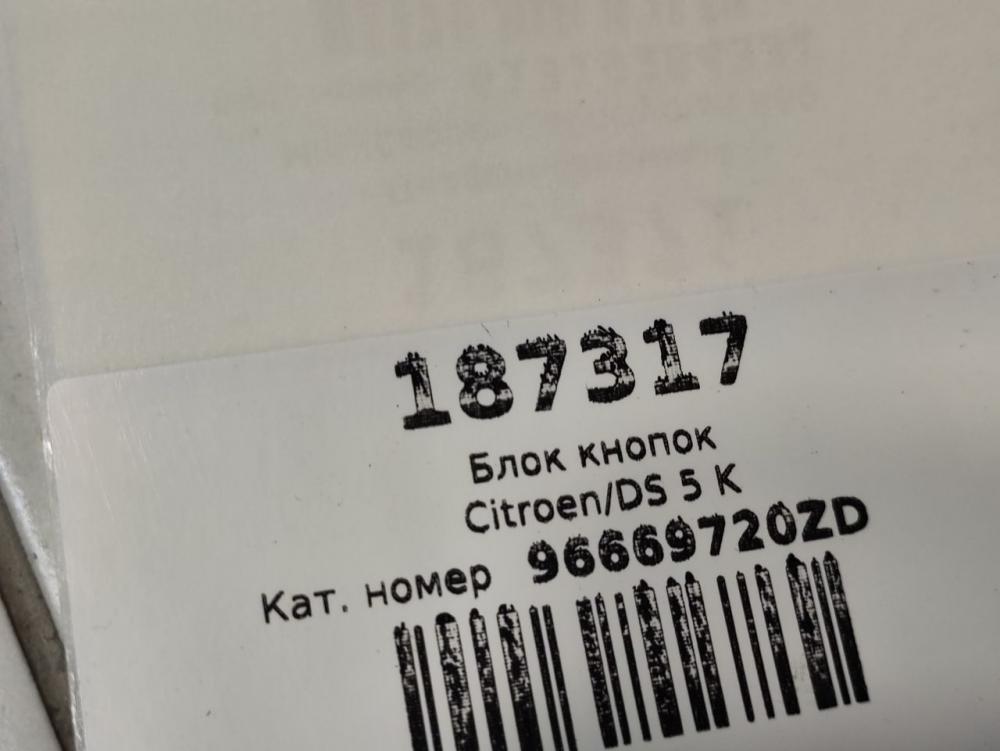 187317
Блок кнопок
Citroen/DS 5 K
Кат. номер 96669720ZD